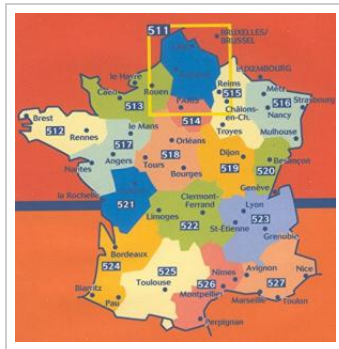 511
BRUXELLES/
BRUSSEL
LUXEMBOURG
le Havre
Rouen
Caen
513
Reims
515
Metz
516
Strasbourg
PARIS
Châlons-
en-Ch.
Nancy
514
Brest
512
Rennes
le Mans
Troyes
Mulhouse
517
Orléans
Angers
518
Dijon
Besançon
Nantes
Tours
519
520
Bourges
Genève
la Rochelle
521
Clermont-
Ferrand
Lyon
Limoges
522
523
St-Étienne
Grenoble
Bordeaux
524
525
Avignon
Nice
Biarritz
Toulouse
Nîmes
Pau
526
527
Montpellier
Marseille
Toulon
Perpignan